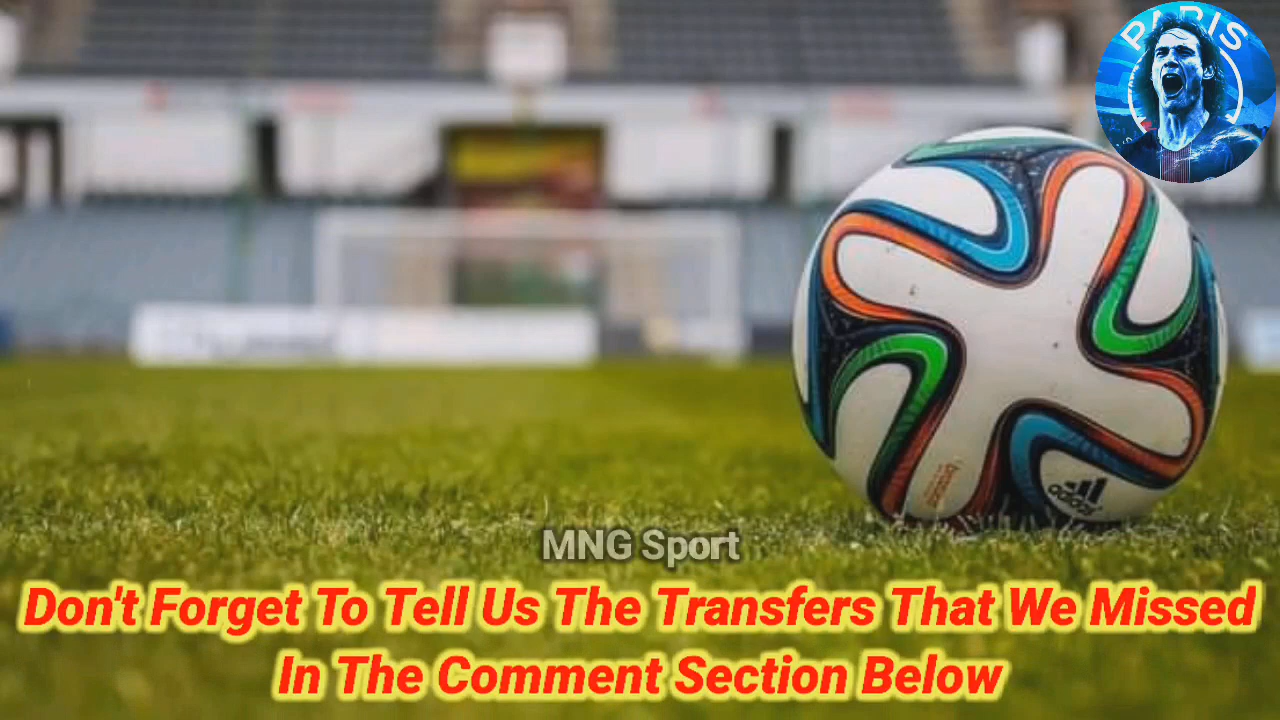 PARIS
adidas
MNG Sport
Don't Forget To Tell Us The Transfers That We Missed
In The Comment Section Below